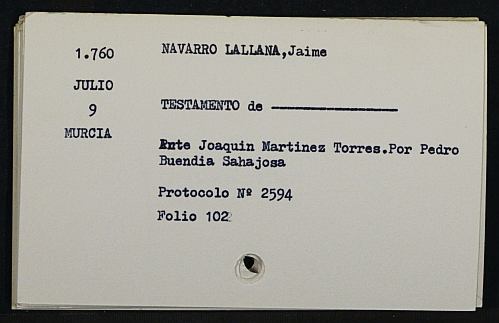 1.760
NAVARRO LALLANA,Jaime
JULIO
9
TESTAMENTO de
MURCIA
Ante Joaquin Martinez Torres.Por Pedro
Buendia Sahajosa
Protocolo Nº 2594
Folio 102